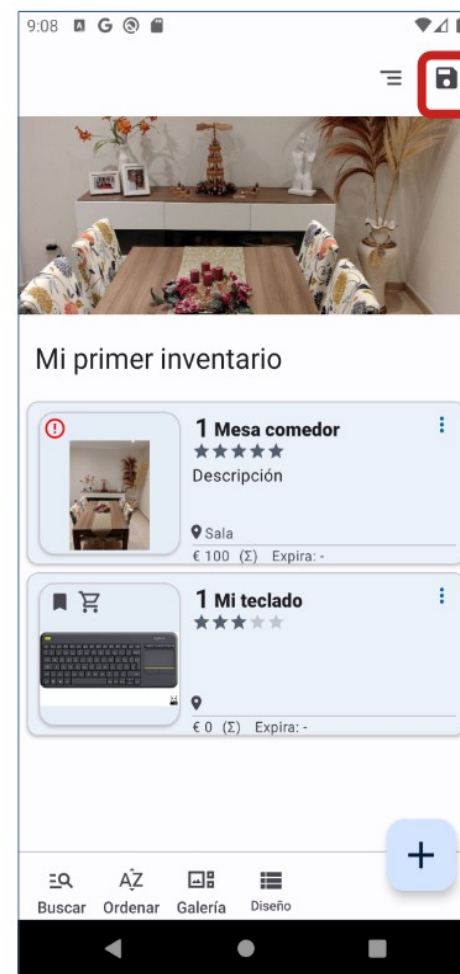 9:08
Mi primer inventario
1 Mesa comedor
Descripción
Sala
€ 100 (Σ) Expira: -
1 Mi teclado
€ 0 (Σ) Expira: -
Buscar Ordenar Galería Diseño